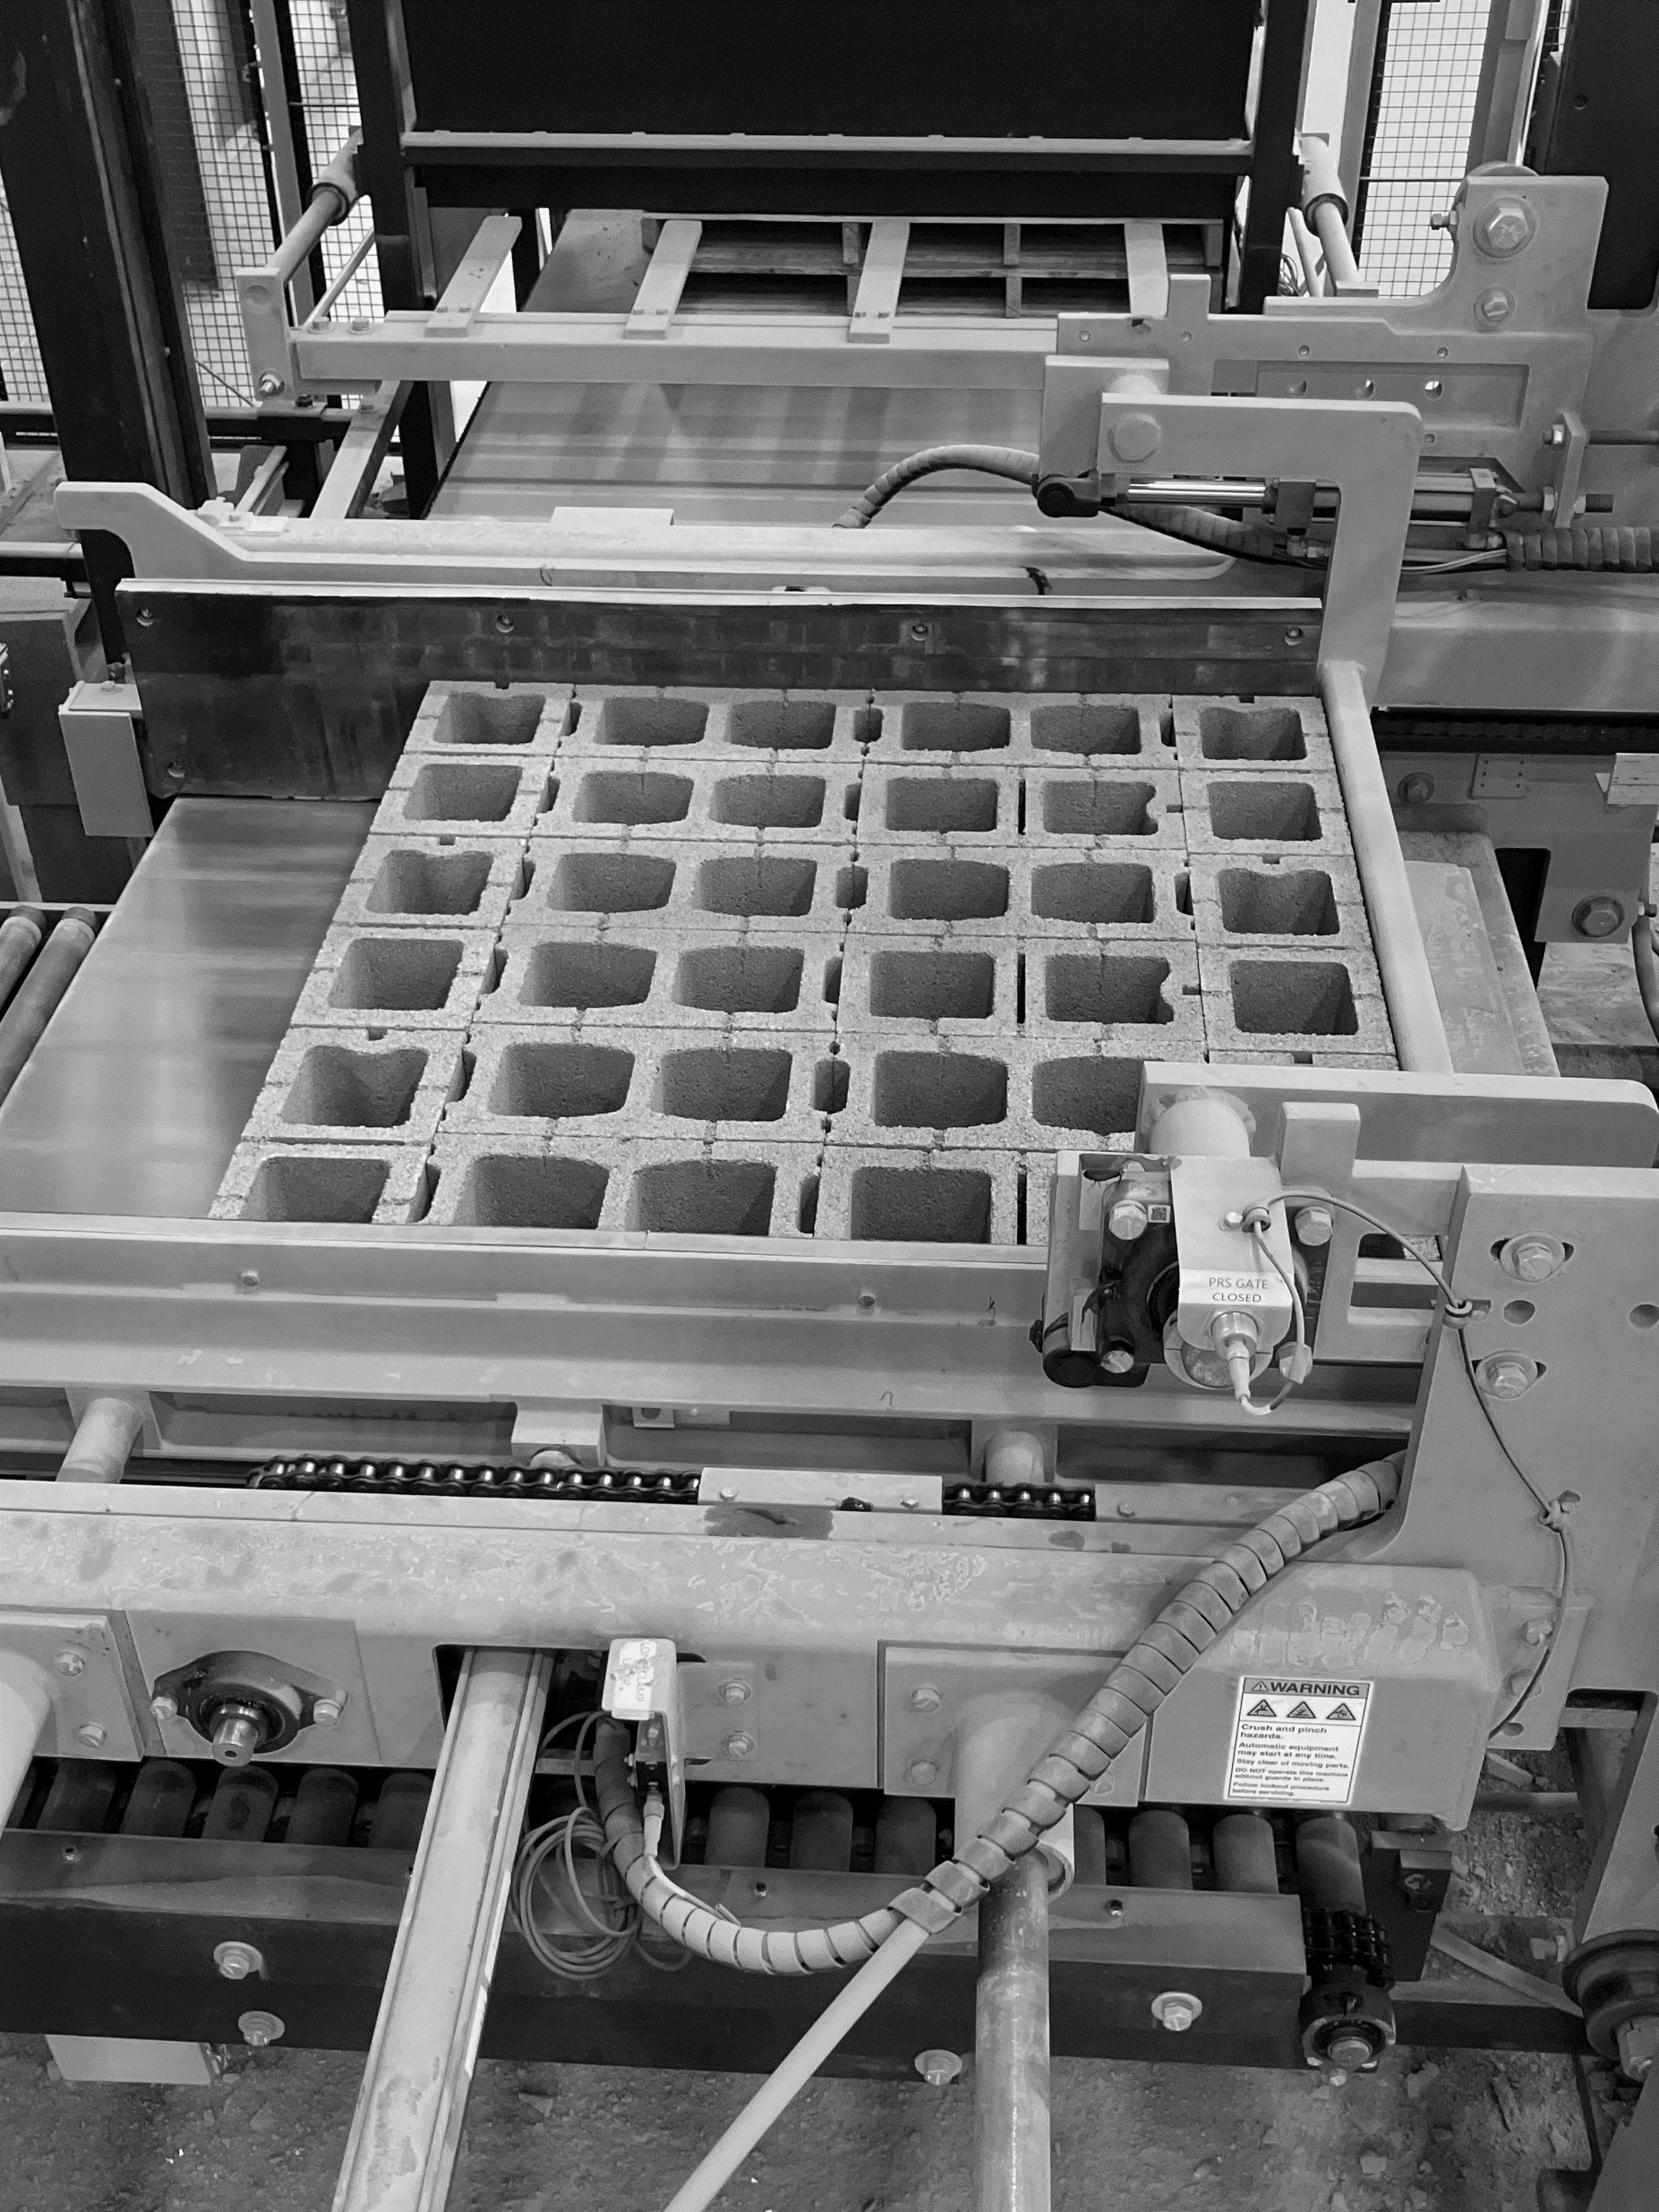 PRS GATE
CLOSED
WARNING
Crush and pinch
hazards.
Automatic equipment
may start at any time.
Stay clear of moving parts.
DO NOT operate this machine
without guards in place.
Follow lockout procedure
before servicing.